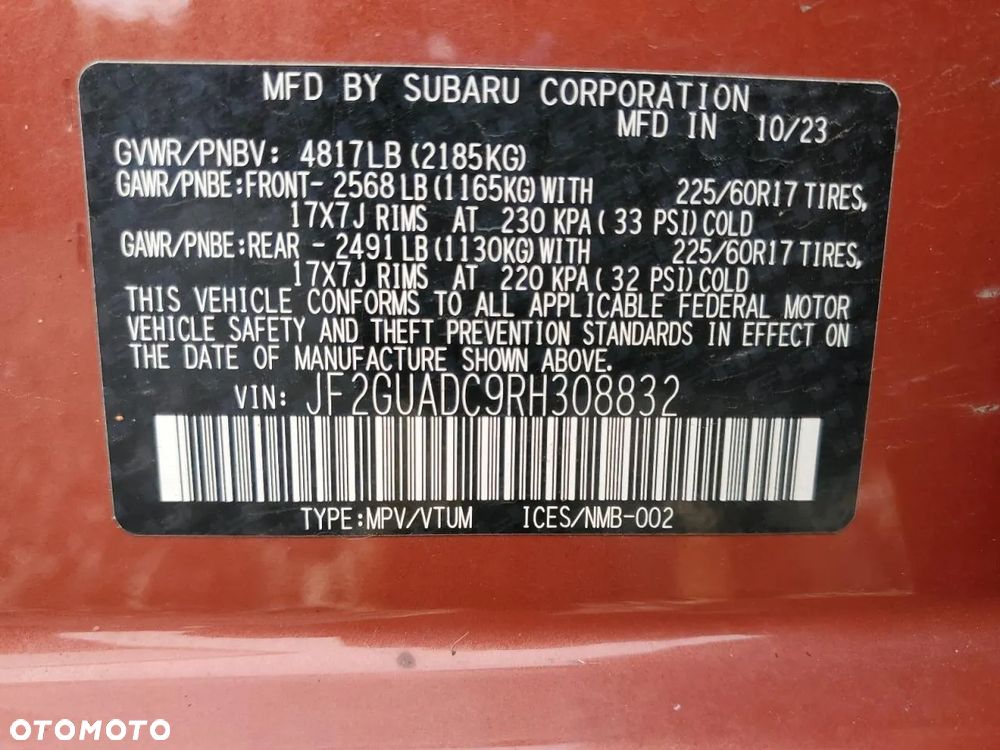 MFD BY SUBARU CORPORATION
MFD IN 10/23
GVWR/PNBV: 4817LB (2185KG)
GAWR/PNBE:FRONT- 2568 LB (1165KG) WITH 225/60R17 TIRES,
17X7J RIMS AT 230 KPA ( 33 PSI) COLD
GAWR/PNBE:REAR - 2491 LB (1130KG) WITH 225/60R17 TIRES,
17X7J RIMS AT 220 KPA ( 32 PSI) COLD
THIS VEHICLE CONFORMS TO ALL APPLICABLE FEDERAL MOTOR
VEHICLE SAFETY AND THEFT PREVENTION STANDARDS IN EFFECT ON
THE DATE OF MANUFACTURE SHOWN ABOVE.
VIN: JF2GUADC9RH308832
TYPE:MPV/VTUM ICES/NMB-002
OTOMOTO